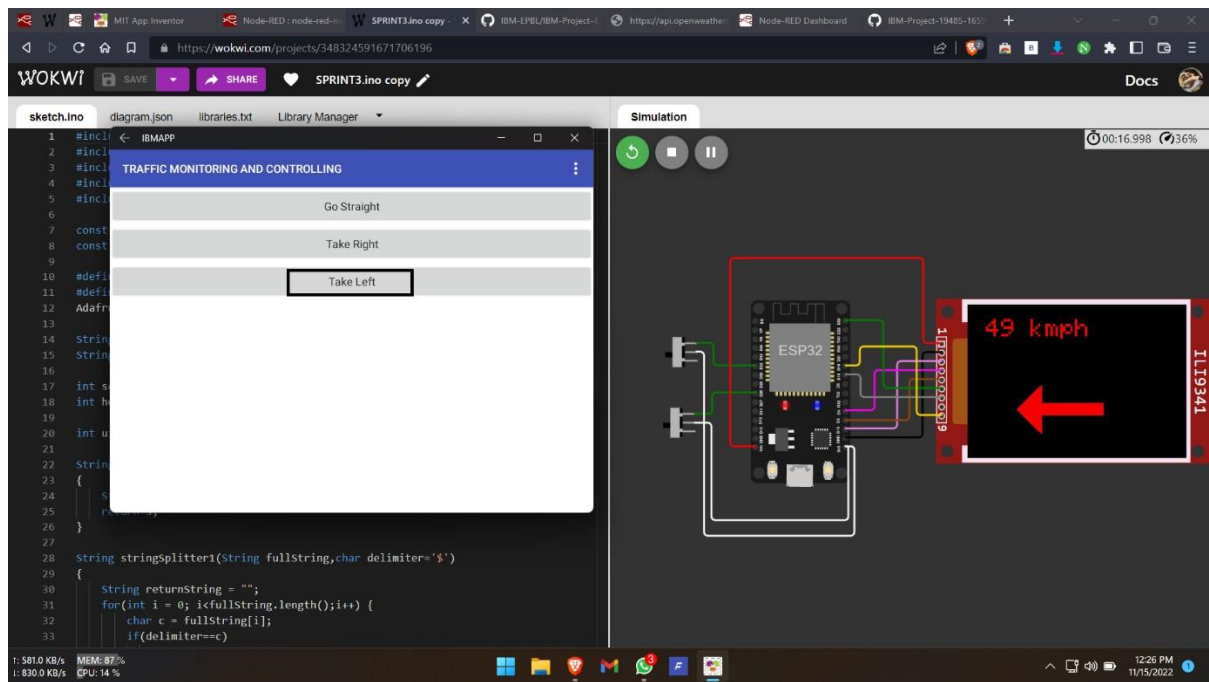 MIT App Inventor
Node-RED : node-red-n
SPRINT3.ino copy -
IBM-EPBL/IBM-Project-4
https://api.openweather
Node-RED Dashboard
IBM-Project-19485-1659
https://wokwi.com/projects/348324591671706196
WOKWi
SAVE
SHARE
SPRINT3.ino copy
Docs
sketch.ino
diagram.json
libraries.txt
Library Manager
Simulation
1 #incl
2 #incl
3 #incl
4 #incl
5 #incl
6
7 const
8 const
9
10 #defi
11 #defi
12 Adafr
13
14 Strin
15 Strin
16
17 int s
18 int h
19
20 int u
21
22 Strin
23 {
24 S
25
26 }
27
28 String stringSplitter1(String fullString,char delimiter='$')
29 {
30 String returnString = "";
31 for(int i = 0; i<fullString.length();i++) {
32 char c = fullString[i];
33 if(delimiter==c)
IBMAPP
TRAFFIC MONITORING AND CONTROLLING
Go Straight
Take Right
Take Left
00:16.998
36%
ESP32
49 kmph
1
9
ILI9341
581.0 KB/s
830.0 KB/s
MEM: 87 %
CPU: 14 %
12:26 PM
11/15/2022